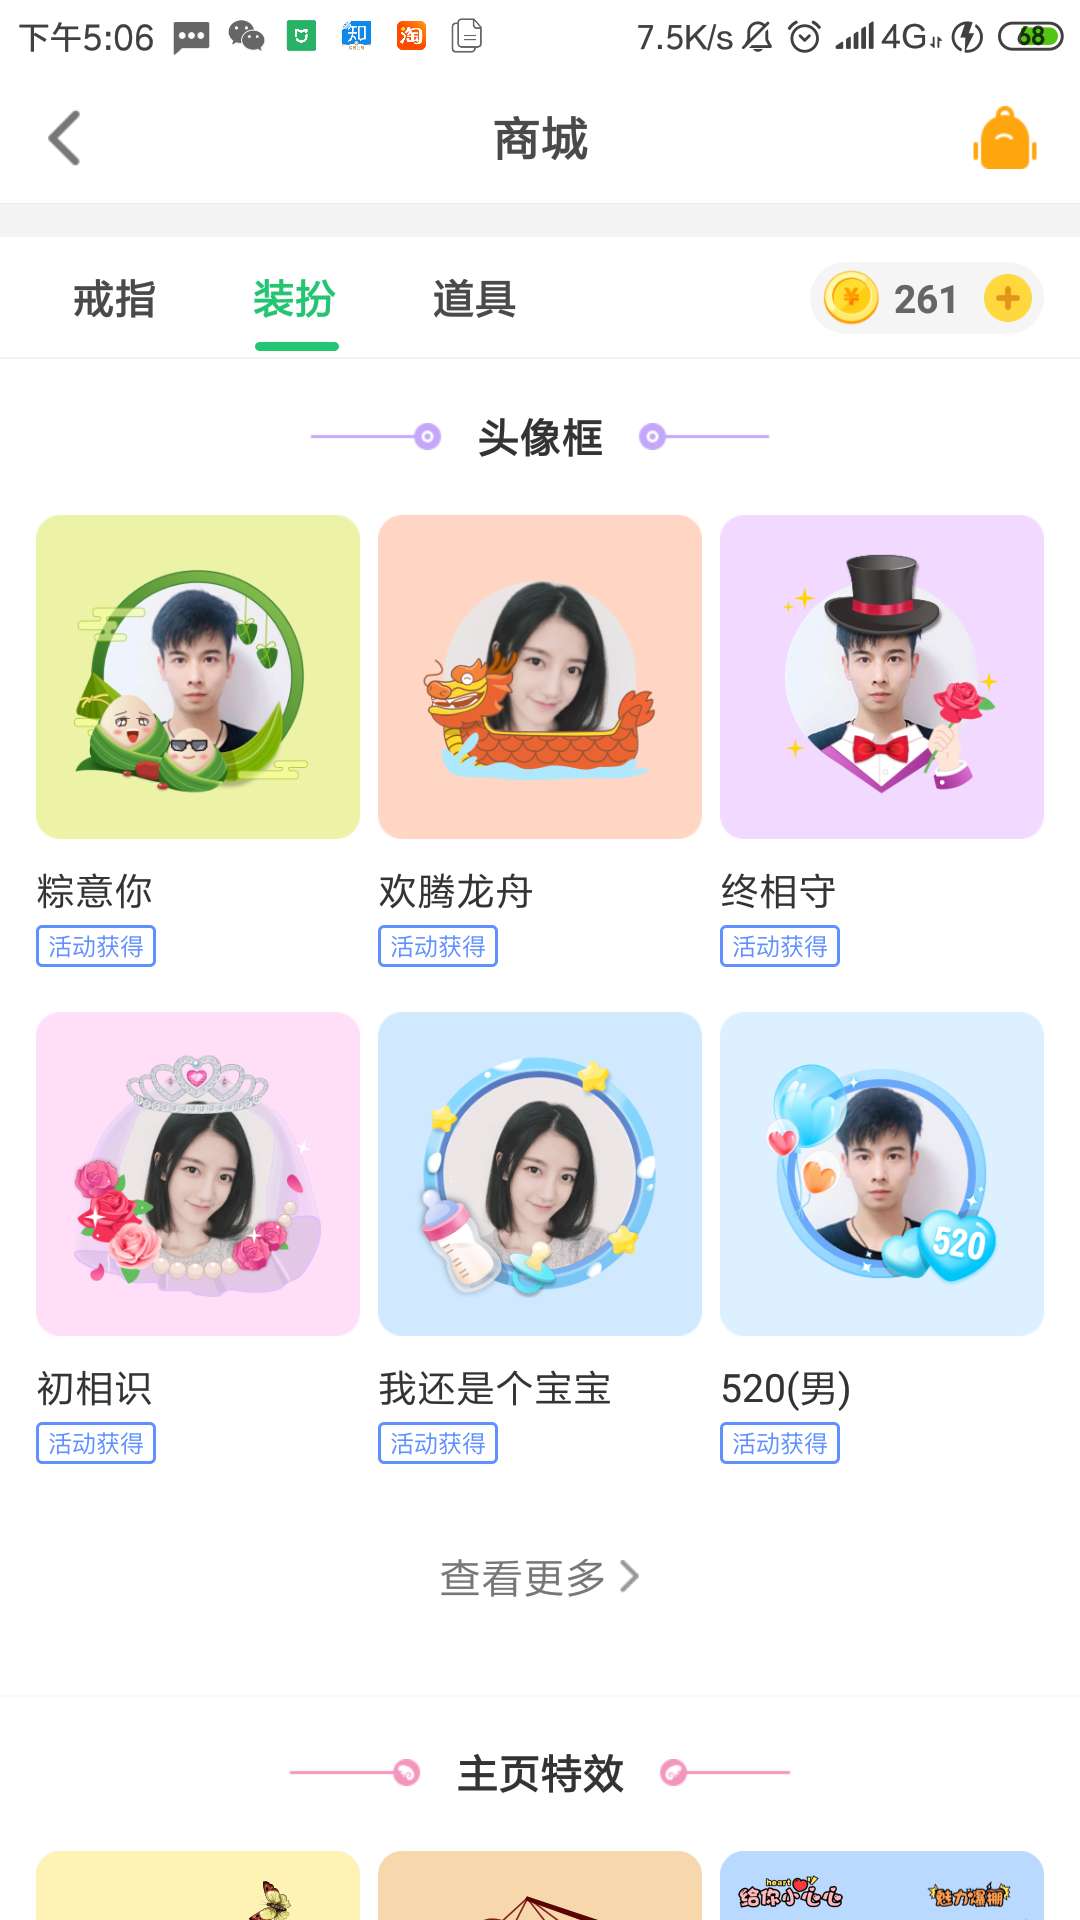 下午5:06 知 淘 7.5K/s 4G 68
商城
戒指 装扮 道具 261
头像框
520
粽意你 欢腾龙舟 终相守
活动获得 活动获得 活动获得
初相识 我还是个宝宝 520(男)
活动获得 活动获得 活动获得
查看更多
主页特效
heart
给你小心心 魅力爆棚